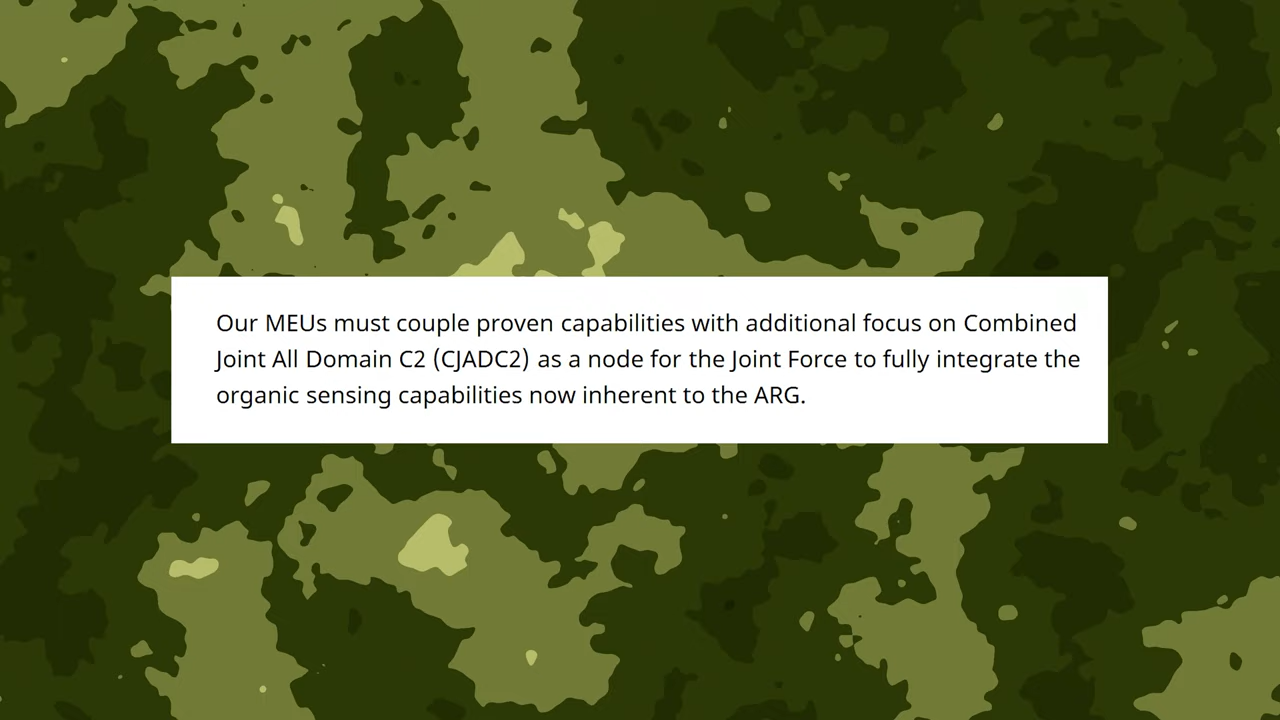 Our MEUs must couple proven capabilities with additional focus on Combined
Joint All Domain C2 (CJADC2) as a node for the Joint Force to fully integrate the
organic sensing capabilities now inherent to the ARG.